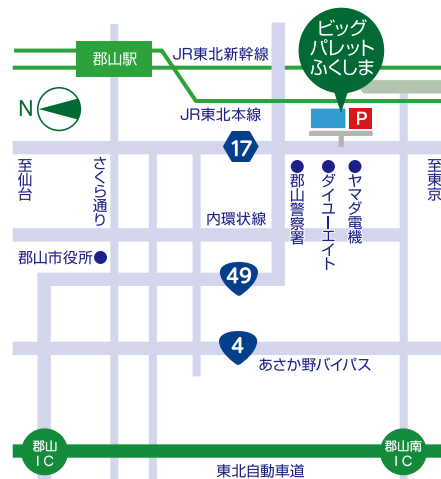 ビッグ
パレット
ふくしま
郡山駅
JR東北新幹線
N
JR東北本線
P
17
至仙台
さくら通り
郡山警察署
ダイユーエイト
ヤマダ電機
至東京
内環状線
郡山市役所
49
4
あさか野バイパス
郡山
IC
郡山南
IC
東北自動車道